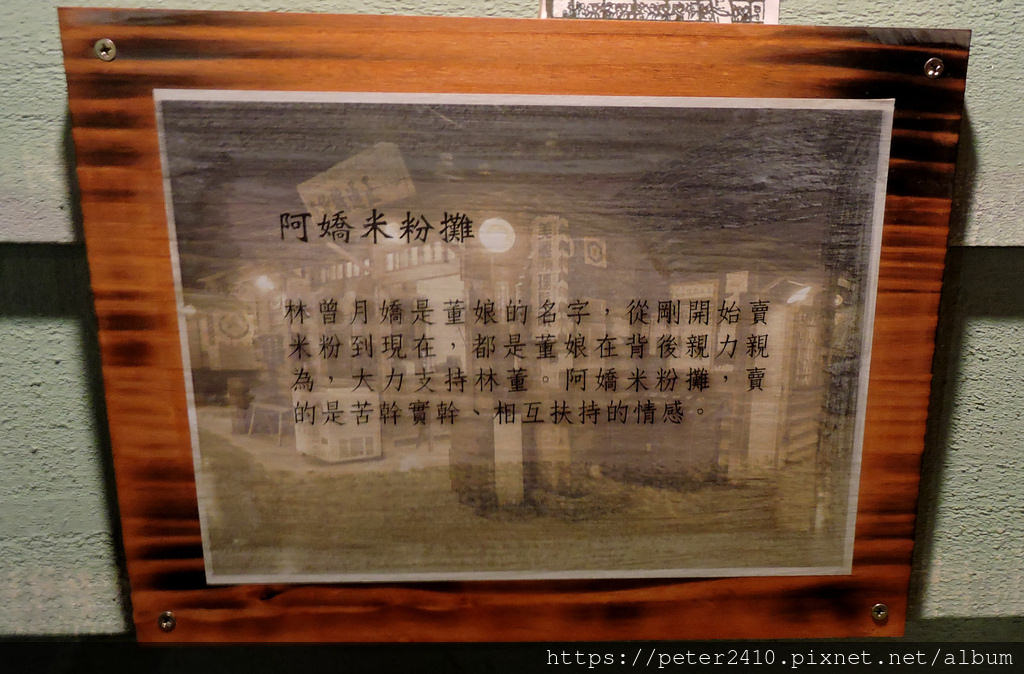 阿嬌米粉攤
林曾月嬌是董娘的名字，從剛開始賣
米粉到現在，都是董娘在背後親力親
為，大力支持林董。阿嬌米粉攤，賣
的是苦幹實幹、相互扶持的情感。
https://peter2410.pixnet.net/album